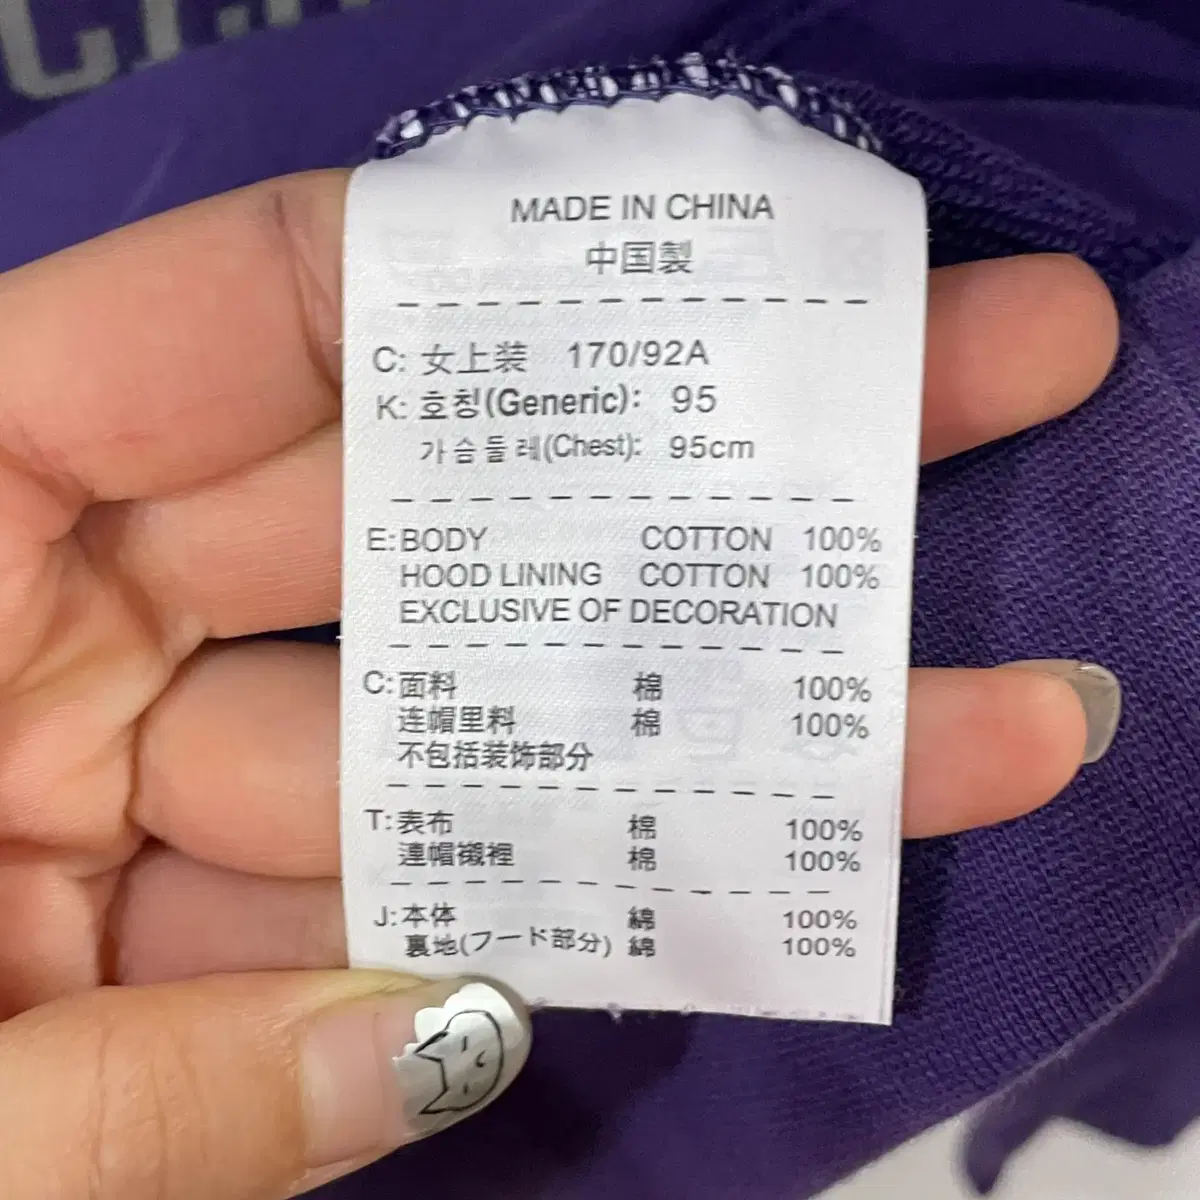 MADE IN CHINA
中国製
C: 女上装 170/92A
K: 호칭(Generic): 95
가슴둘레(Chest): 95cm
E: BODY COTTON 100%
HOOD LINING COTTON 100%
EXCLUSIVE OF DECORATION
C: 面料 棉 100%
连帽里料 棉 100%
不包括装饰部分
T: 表布 棉 100%
連帽襯裡 棉 100%
J: 本体 綿 100%
裏地(フード部分) 綿 100%